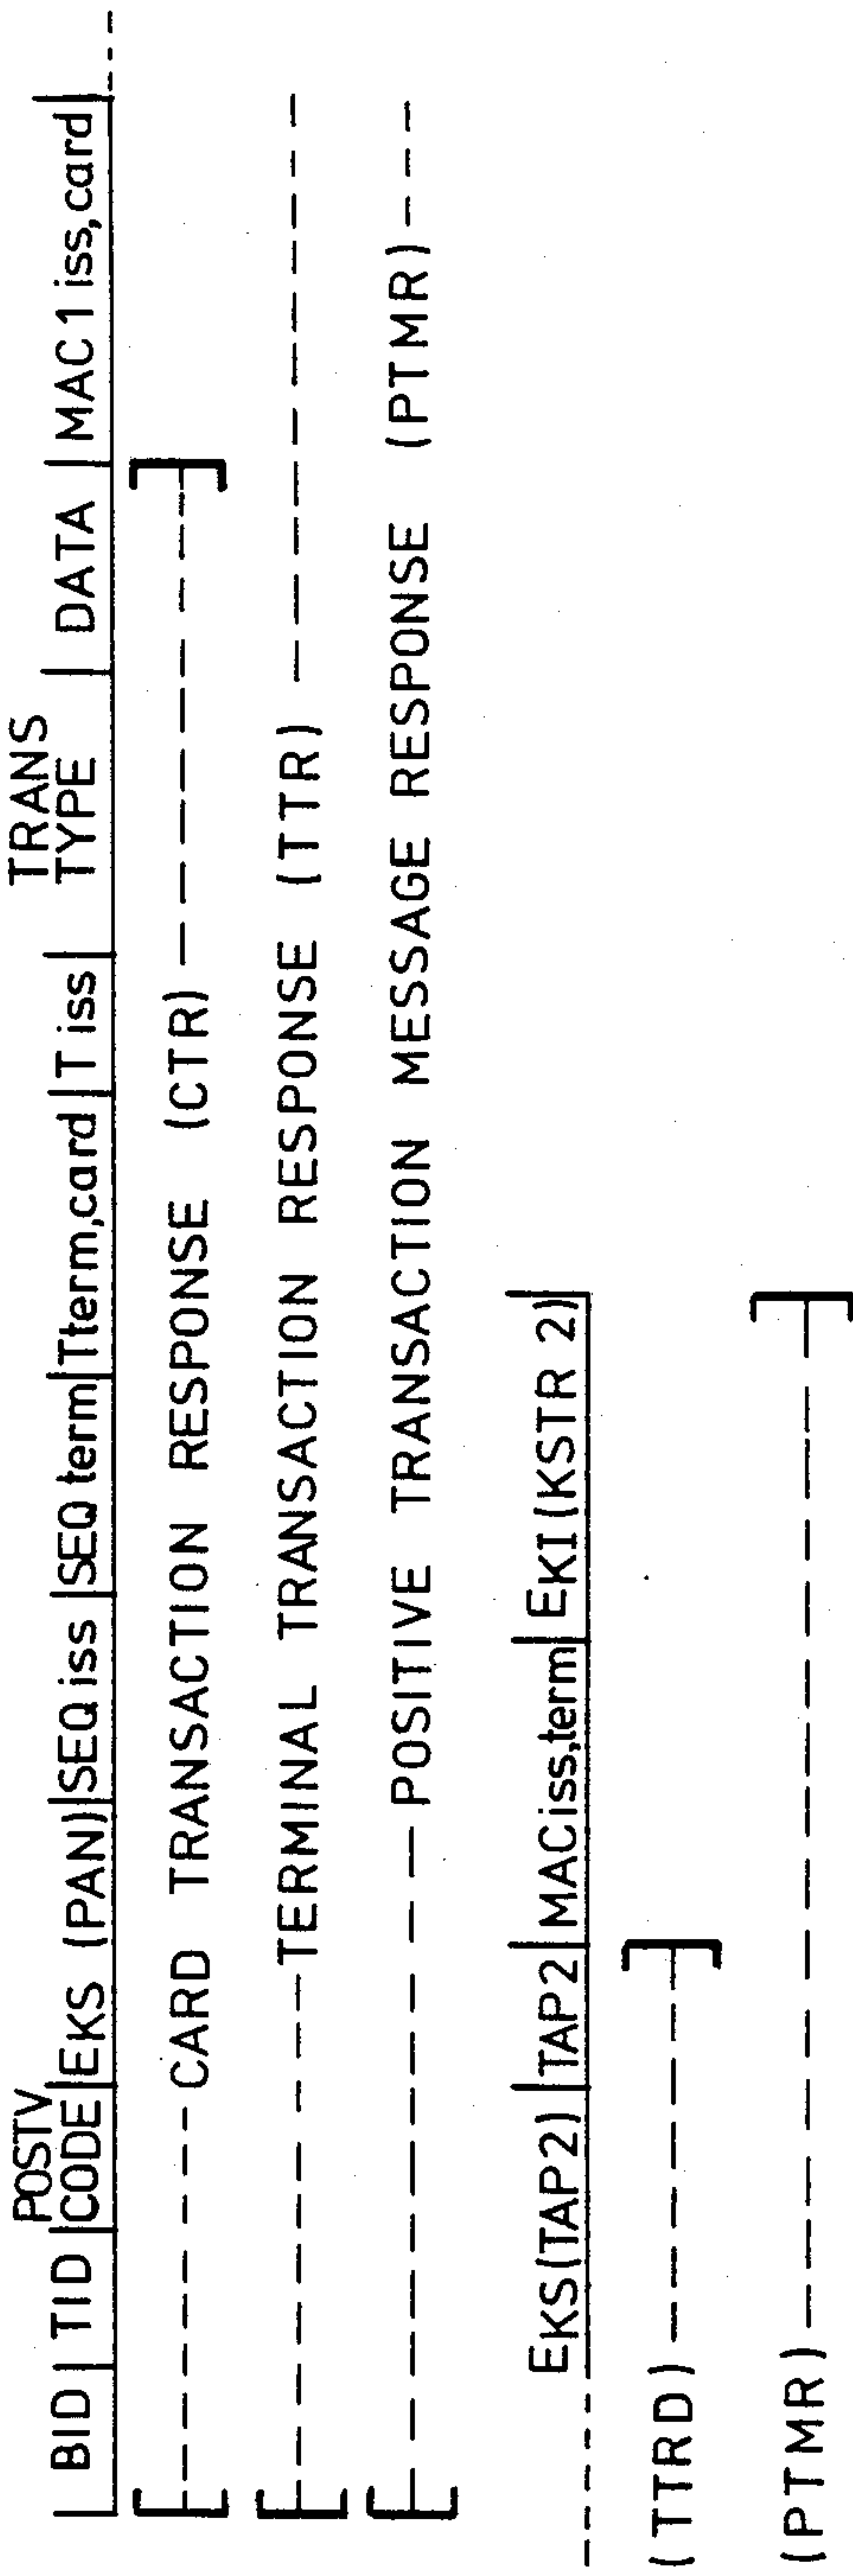 BID | TID | POSTV CODE | EKS (PAN) | SEQ iss | SEQ term | Tterm,card | T iss | TRANS TYPE | DATA | MAC1 iss,card |
CARD TRANSACTION RESPONSE (CTR)
TERMINAL TRANSACTION RESPONSE (TTR)
POSITIVE TRANSACTION MESSAGE RESPONSE (PTMR)
EKS(TAP2) | TAP2 | MACiss,term | EKI(KSTR 2)
(TTRD)
(PTMR)